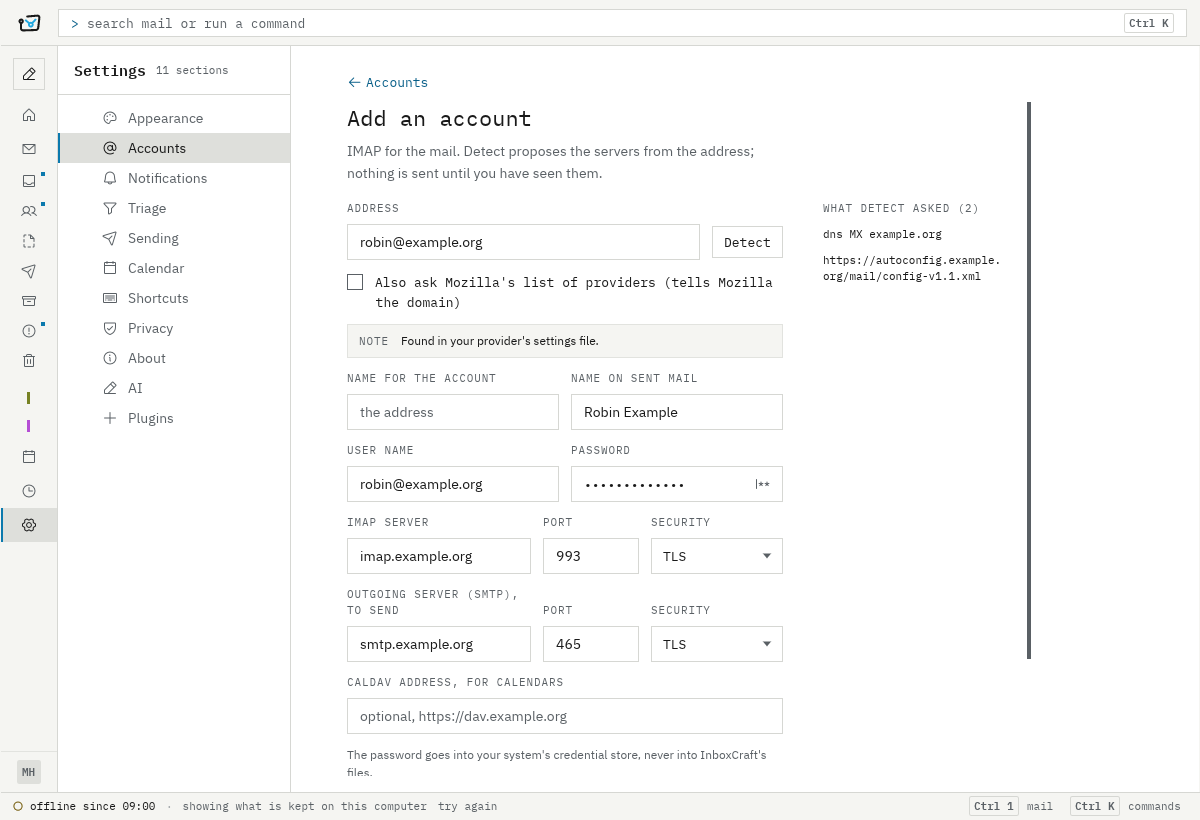 > search mail or run a command Ctrl K
Settings 11 sections
Appearance
Accounts
Notifications
Triage
Sending
Calendar
Shortcuts
Privacy
About
AI
Plugins
MH
← Accounts
Add an account
IMAP for the mail. Detect proposes the servers from the address;
nothing is sent until you have seen them.
ADDRESS
robin@example.org Detect
Also ask Mozilla's list of providers (tells Mozilla
the domain)
NOTE Found in your provider's settings file.
NAME FOR THE ACCOUNT NAME ON SENT MAIL
the address Robin Example
USER NAME PASSWORD
robin@example.org ••••••••••••• |**
IMAP SERVER PORT SECURITY
imap.example.org 993 TLS
OUTGOING SERVER (SMTP),
TO SEND PORT SECURITY
smtp.example.org 465 TLS
CALDAV ADDRESS, FOR CALENDARS
optional, https://dav.example.org
The password goes into your system's credential store, never into InboxCraft's
files.
WHAT DETECT ASKED (2)
dns MX example.org
https://autoconfig.example.
org/mail/config-v1.1.xml
offline since 09:00 · showing what is kept on this computer try again Ctrl 1 mail Ctrl K commands